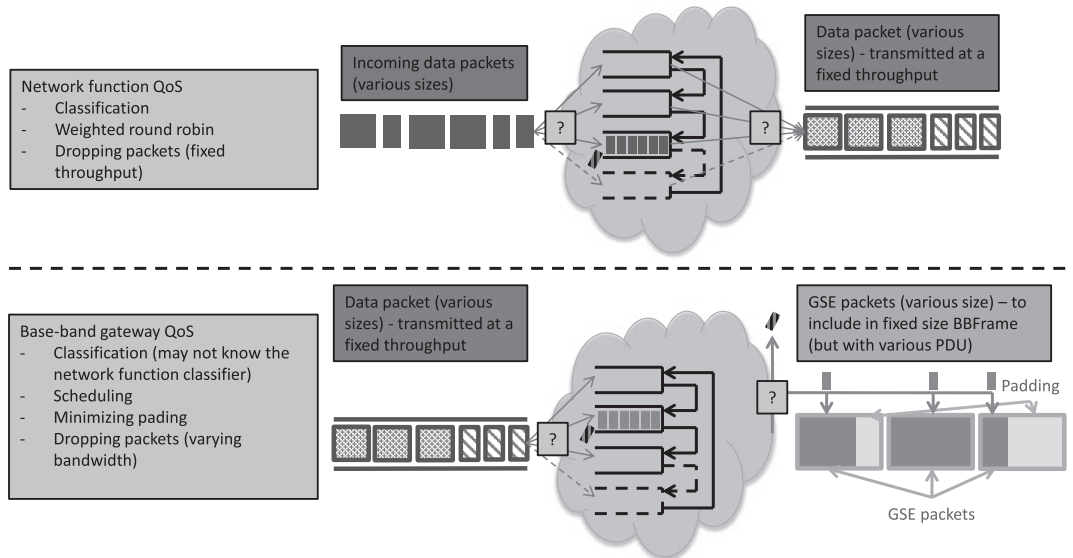 Network function QoS
- Classification
- Weighted round robin
- Dropping packets (fixed
throughput)
Incoming data packets
(various sizes)
?
?
Data packet (various
sizes) - transmitted at a
fixed throughput
Base-band gateway QoS
- Classification (may not know the
network function classifier)
- Scheduling
- Minimizing pading
- Dropping packets (varying
bandwidth)
Data packet (various
sizes) - transmitted at a
fixed throughput
?
?
GSE packets (various size) – to
include in fixed size BBFrame
(but with various PDU)
Padding
GSE packets